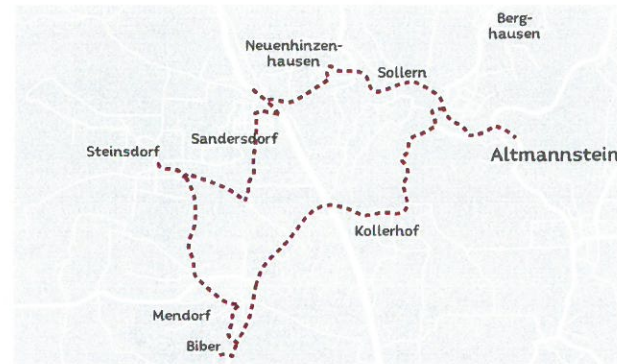 Berg-
hausen
Neuenhinzen-
hausen
Sollern
Sandersdorf
Steinsdorf
Altmannstein
Kollerhof
Mendorf
Biber